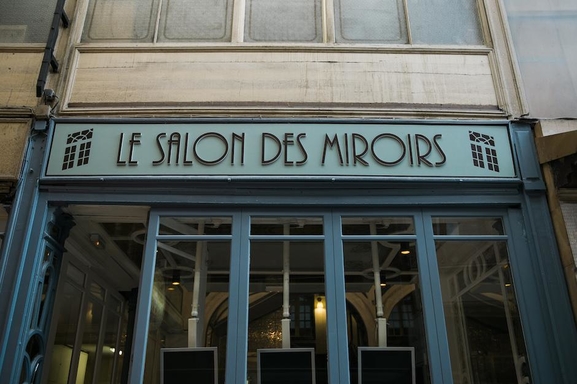 LE SALON DES MIROIRS